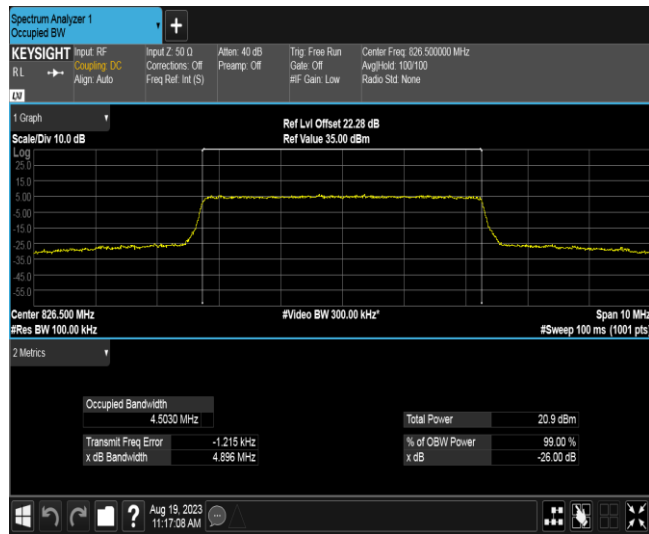 Spectrum Analyzer 1
Occupied BW
+
KEYSIGHT
RL
LXI
Input: RF
Coupling: DC
Align: Auto
Input Z: 50 Ω
Corrections: Off
Freq Ref: Int (S)
Atten: 40 dB
Preamp: Off
Trig: Free Run
Gate: Off
#IF Gain: Low
Center Freq: 826.500000 MHz
Avg|Hold: 100/100
Radio Std: None
1 Graph
Scale/Div 10.0 dB
Ref Lvl Offset 22.28 dB
Ref Value 35.00 dBm
Log
25.0
15.0
5.00
-5.00
-15.0
-25.0
-35.0
-45.0
-55.0
Center 826.500 MHz
#Video BW 300.00 kHz*
Span 10 MHz
#Res BW 100.00 kHz
#Sweep 100 ms (1001 pts)
2 Metrics
Occupied Bandwidth
4.5030 MHz
Total Power 20.9 dBm
Transmit Freq Error -1.215 kHz
% of OBW Power 99.00 %
x dB Bandwidth 4.896 MHz
x dB -26.00 dB
?
Aug 19, 2023
11:17:08 AM